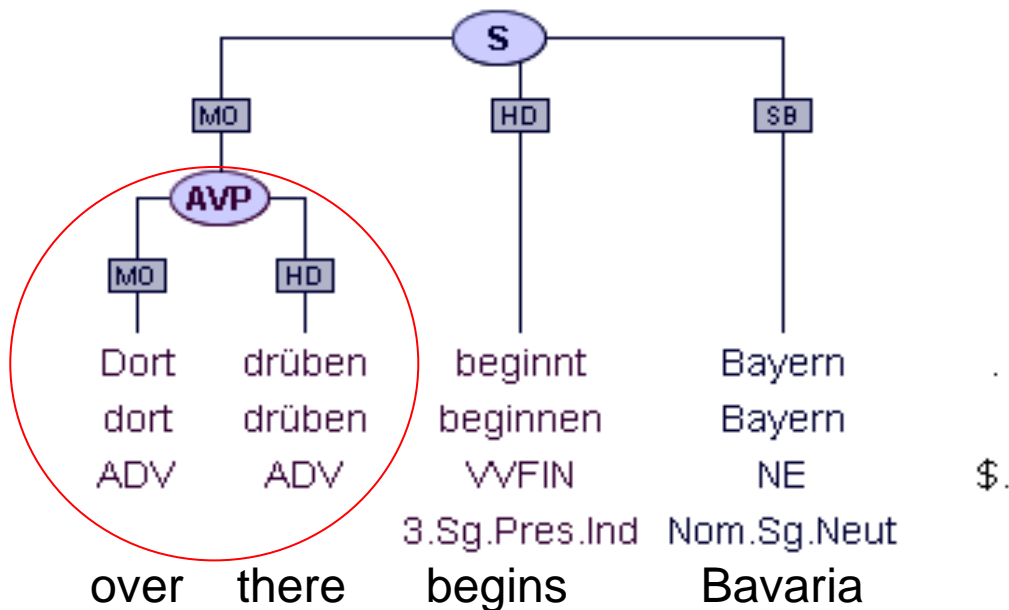 S
MO HD SB
AVP
MO HD
Dort drüben beginnt Bayern .
dort drüben beginnen Bayern
ADV ADV VVFIN NE $.
3.Sg.Pres.Ind Nom.Sg.Neut
over there begins Bavaria